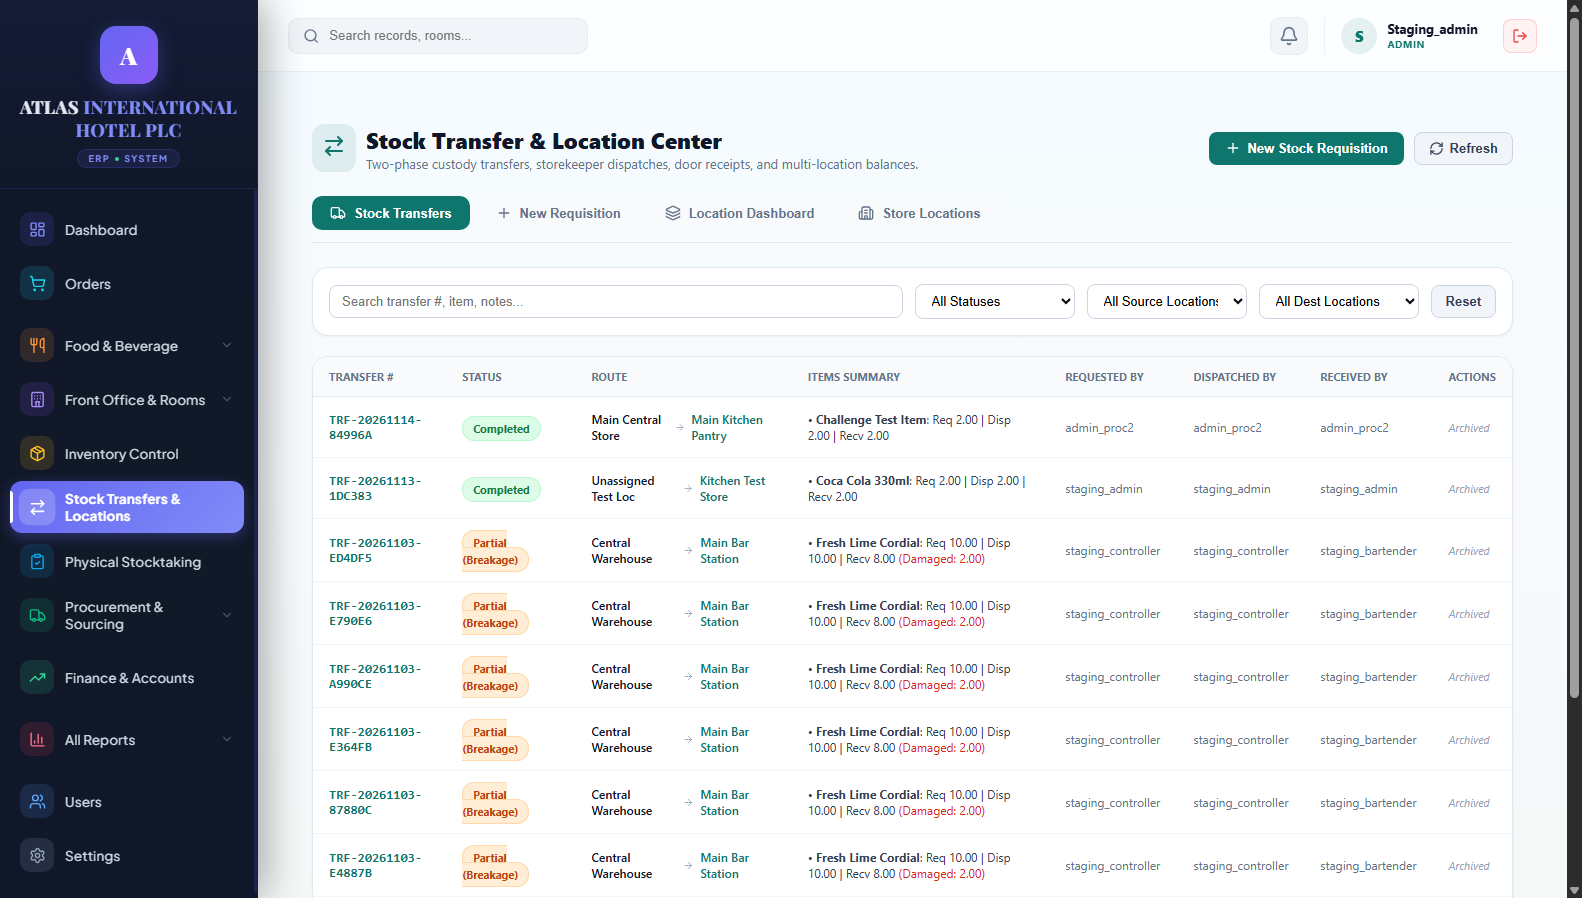 A
ATLAS INTERNATIONAL
HOTEL PLC
ERP • SYSTEM
Dashboard
Orders
Food & Beverage
Front Office & Rooms
Inventory Control
Stock Transfers &
Locations
Physical Stocktaking
Procurement &
Sourcing
Finance & Accounts
All Reports
Users
Settings
Search records, rooms...
S
Staging_admin
ADMIN
Stock Transfer & Location Center
Two-phase custody transfers, storekeeper dispatches, door receipts, and multi-location balances.
New Stock Requisition
Refresh
Stock Transfers
New Requisition
Location Dashboard
Store Locations
Search transfer #, item, notes...
All Statuses
All Source Locations
All Dest Locations
Reset
TRANSFER # STATUS ROUTE ITEMS SUMMARY REQUESTED BY DISPATCHED BY RECEIVED BY ACTIONS
TRF-20261114-
84996A
Completed
Main Central
Store
→
Main Kitchen
Pantry
• Challenge Test Item: Req 2.00 | Disp
2.00 | Recv 2.00
admin_proc2
admin_proc2
admin_proc2
Archived
TRF-20261113-
1DC383
Completed
Unassigned
Test Loc
→
Kitchen Test
Store
• Coca Cola 330ml: Req 2.00 | Disp 2.00 |
Recv 2.00
staging_admin
staging_admin
staging_admin
Archived
TRF-20261103-
ED4DF5
Partial
(Breakage)
Central
Warehouse
→
Main Bar
Station
• Fresh Lime Cordial: Req 10.00 | Disp
10.00 | Recv 8.00 (Damaged: 2.00)
staging_controller
staging_controller
staging_bartender
Archived
TRF-20261103-
E790E6
Partial
(Breakage)
Central
Warehouse
→
Main Bar
Station
• Fresh Lime Cordial: Req 10.00 | Disp
10.00 | Recv 8.00 (Damaged: 2.00)
staging_controller
staging_controller
staging_bartender
Archived
TRF-20261103-
A990CE
Partial
(Breakage)
Central
Warehouse
→
Main Bar
Station
• Fresh Lime Cordial: Req 10.00 | Disp
10.00 | Recv 8.00 (Damaged: 2.00)
staging_controller
staging_controller
staging_bartender
Archived
TRF-20261103-
E364FB
Partial
(Breakage)
Central
Warehouse
→
Main Bar
Station
• Fresh Lime Cordial: Req 10.00 | Disp
10.00 | Recv 8.00 (Damaged: 2.00)
staging_controller
staging_controller
staging_bartender
Archived
TRF-20261103-
87880C
Partial
(Breakage)
Central
Warehouse
→
Main Bar
Station
• Fresh Lime Cordial: Req 10.00 | Disp
10.00 | Recv 8.00 (Damaged: 2.00)
staging_controller
staging_controller
staging_bartender
Archived
TRF-20261103-
E4887B
Partial
(Breakage)
Central
Warehouse
→
Main Bar
Station
• Fresh Lime Cordial: Req 10.00 | Disp
10.00 | Recv 8.00 (Damaged: 2.00)
staging_controller
staging_controller
staging_bartender
Archived